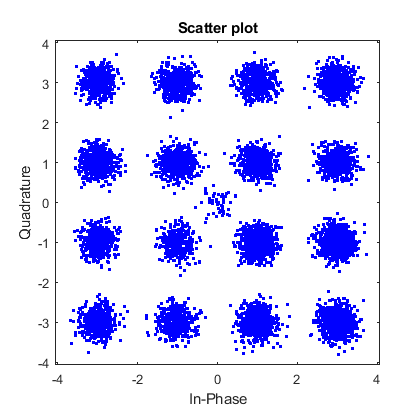 Scatter plot
4
3
2
1
0
-1
-2
-3
-4
Quadrature
-4 -2 0 2 4
In-Phase